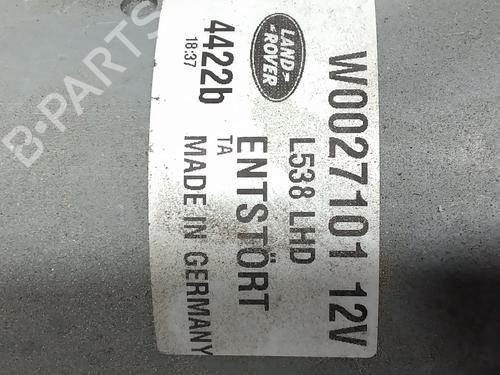 W0027101 12V
LAND-
ROVER
L538 LHD
ENTSTÖRT
TA
4422b
18:37
MADE IN GERMANY
B-PARTS